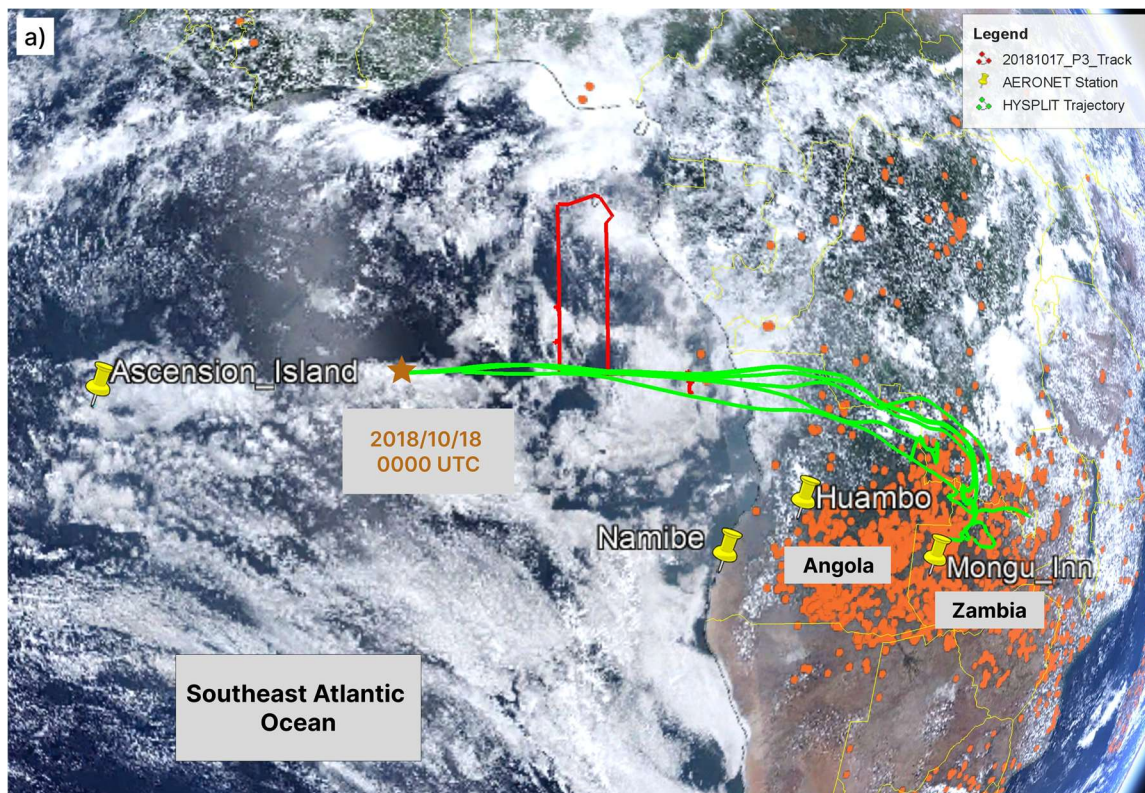 a)
Legend
20181017_P3_Track
AERONET Station
HYSPLIT Trajectory
Ascension_Island
2018/10/18
0000 UTC
Huambo
Namibe
Angola
Mongu_Inn
Zambia
Southeast Atlantic
Ocean